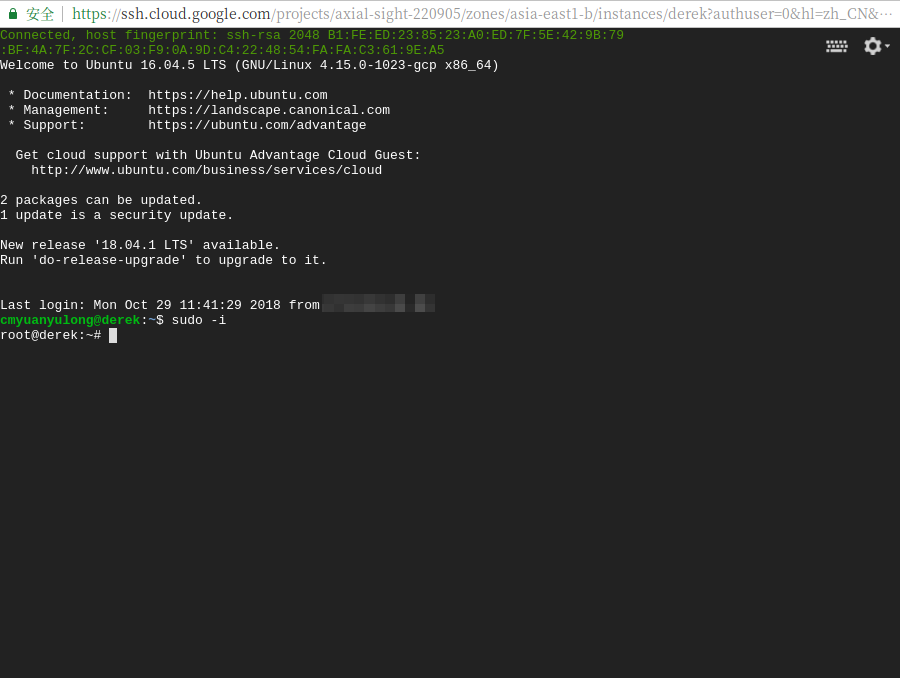 安全 https://ssh.cloud.google.com/projects/axial-sight-220905/zones/asia-east1-b/instances/derek?authuser=0&hl=zh_CN&···
Connected, host fingerprint: ssh-rsa 2048 B1:FE:ED:23:85:23:A0:ED:7F:5E:42:9B:79
:BF:4A:7F:2C:CF:03:F9:0A:9D:C4:22:48:54:FA:FA:C3:61:9E:A5
Welcome to Ubuntu 16.04.5 LTS (GNU/Linux 4.15.0-1023-gcp x86_64)
* Documentation:  https://help.ubuntu.com
* Management:     https://landscape.canonical.com
* Support:        https://ubuntu.com/advantage
Get cloud support with Ubuntu Advantage Cloud Guest:
http://www.ubuntu.com/business/services/cloud
2 packages can be updated.
1 update is a security update.
New release '18.04.1 LTS' available.
Run 'do-release-upgrade' to upgrade to it.
Last login: Mon Oct 29 11:41:29 2018 from
cmyuanyulong@derek:~$ sudo -i
root@derek:~#